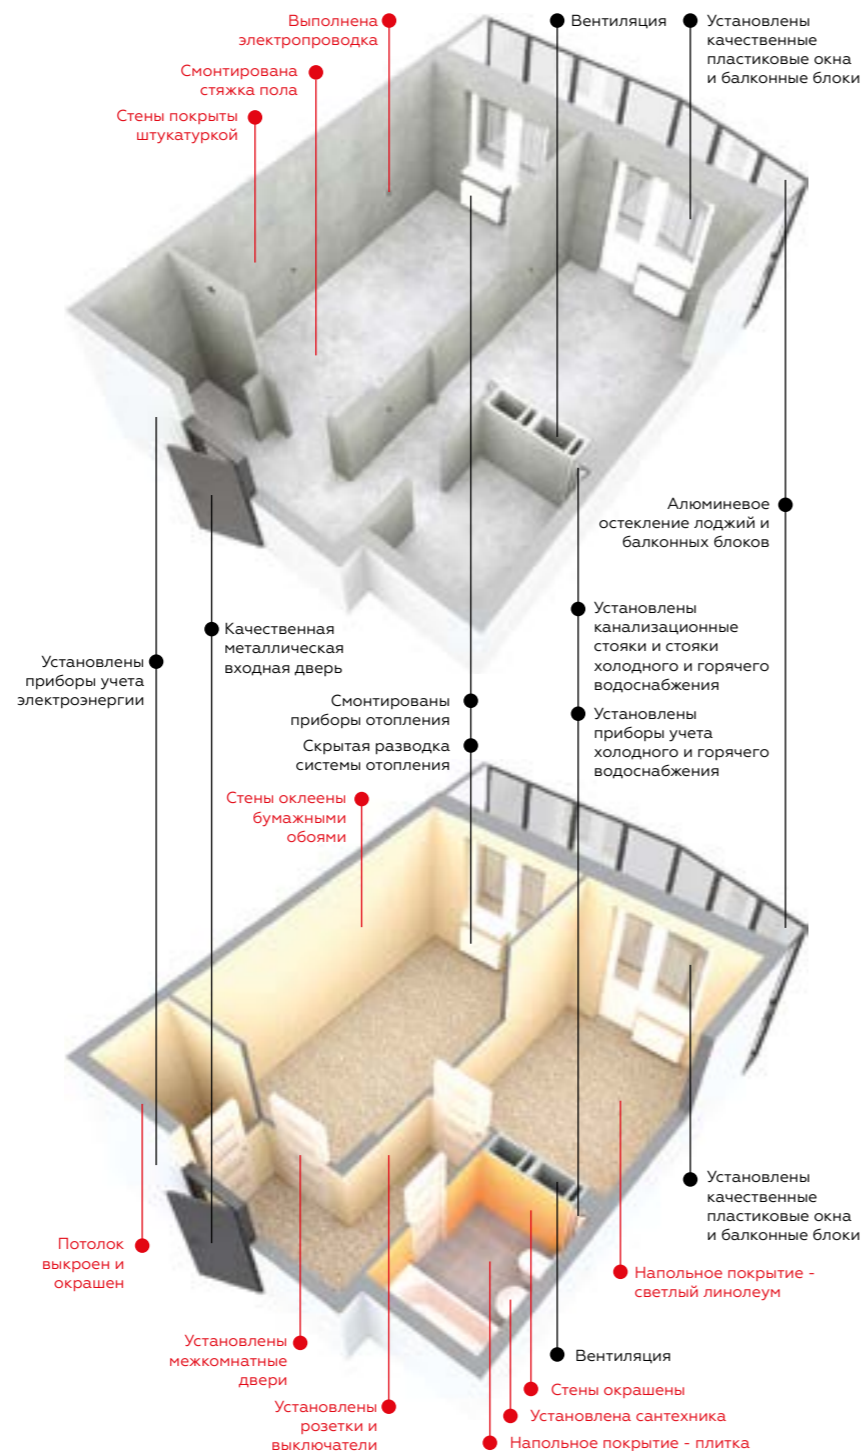 Выполнена
электропроводка
Вентиляция
Установлены
качественные
пластиковые окна
и балконные блоки
Смонтирована
стяжка пола
Стены покрыты
штукатуркой
Алюминевое
остекление лоджий и
балконных блоков
Установлены
канализационные
стояки и стояки
холодного и горячего
водоснабжения
Качественная
металлическая
входная дверь
Установлены
приборы учета
электроэнергии
Смонтированы
приборы отопления
Скрытая разводка
системы отопления
Установлены
приборы учета
холодного и горячего
водоснабжения
Стены оклеены
бумажными
обоями
Установлены
качественные
пластиковые окна
и балконные блоки
Потолок
выкроен и
окрашен
Напольное покрытие -
светлый линолеум
Установлены
межкомнатные
двери
Вентиляция
Стены окрашены
Установлены
розетки и
выключатели
Установлена сантехника
Напольное покрытие - плитка